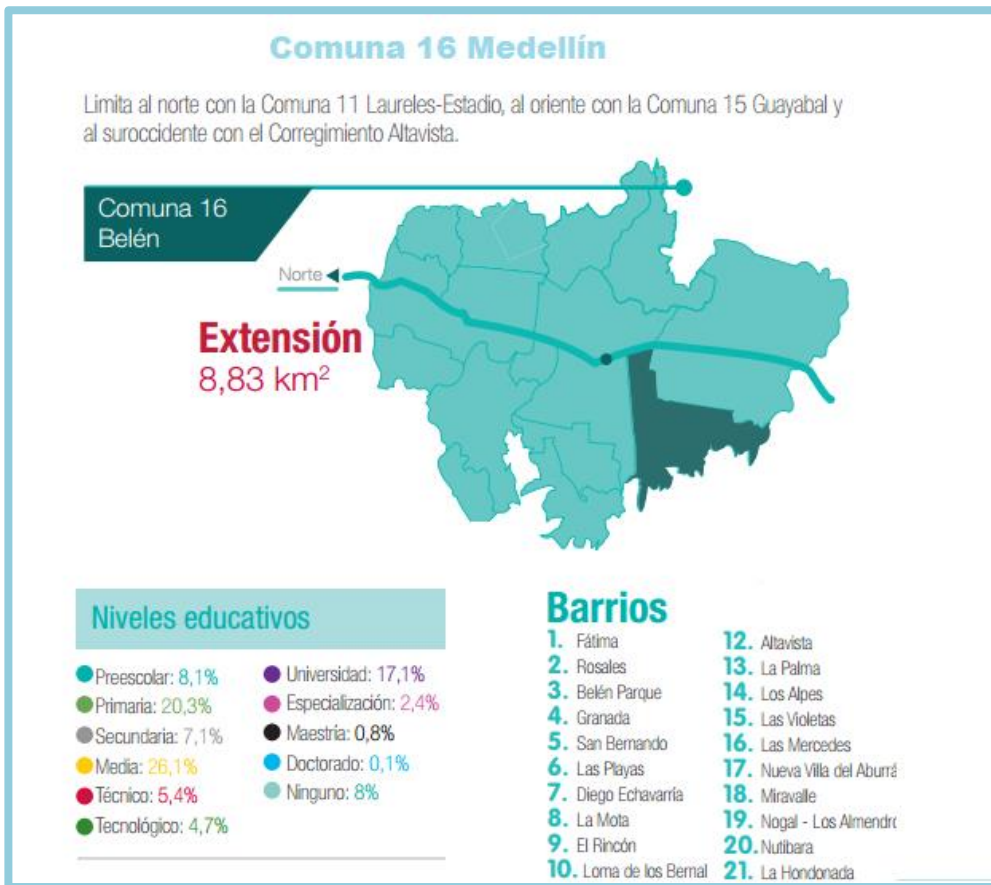 Comuna 16 Medellín
Limita al norte con la Comuna 11 Laureles-Estadio, al oriente con la Comuna 15 Guayabal y
al suroccidente con el Corregimiento Altavista.
Comuna 16
Belén
Norte
Extensión
8,83 km²
Niveles educativos
Preescolar: 8,1%
Primaria: 20,3%
Secundaria: 7,1%
Media: 26,1%
Técnico: 5,4%
Tecnológico: 4,7%
Universidad: 17,1%
Especialización: 2,4%
Maestría: 0,8%
Doctorado: 0,1%
Ninguno: 8%
Barrios
1. Fátima
2. Rosales
3. Belén Parque
4. Granada
5. San Bernando
6. Las Playas
7. Diego Echavarría
8. La Mota
9. El Rincón
10. Loma de los Bernal
12. Altavista
13. La Palma
14. Los Alpes
15. Las Violetas
16. Las Mercedes
17. Nueva Villa del Aburrá
18. Miravalle
19. Nogal - Los Almendro
20. Nutibara
21. La Hondonada